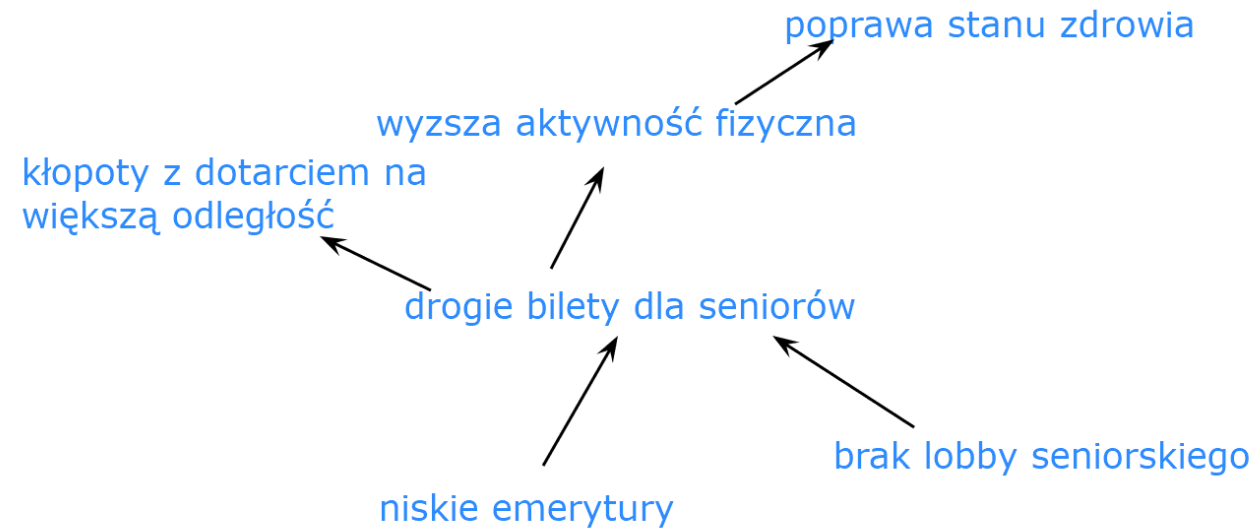 poprawa stanu zdrowia
wyzsza aktywność fizyczna
kłopoty z dotarciem na
większą odległość
drogie bilety dla seniorów
brak lobby seniorskiego
niskie emerytury